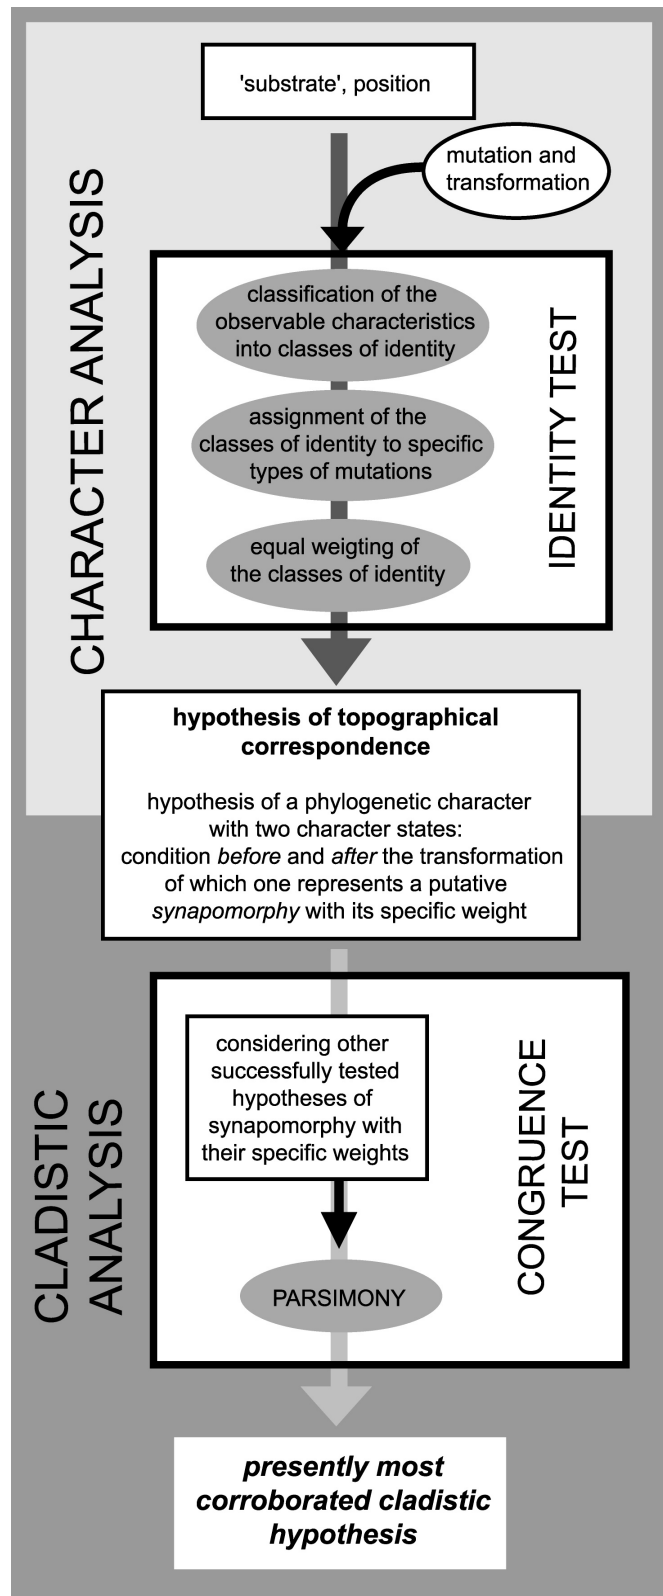 'substrate', position
mutation and
transformation
CHARACTER ANALYSIS
IDENTITY TEST
classification of the
observable characteristics
into classes of identity
assignment of the
classes of identity to specific
types of mutations
equal weigting of
the classes of identity
hypothesis of topographical
correspondence
hypothesis of a phylogenetic character
with two character states:
condition before and after the transformation
of which one represents a putative
synapomorphy with its specific weight
CLADISTIC
ANALYSIS
CONGRUENCE
TEST
considering other
successfully tested
hypotheses of
synapomorphy with
their specific weights
PARSIMONY
presently most
corroborated cladistic
hypothesis